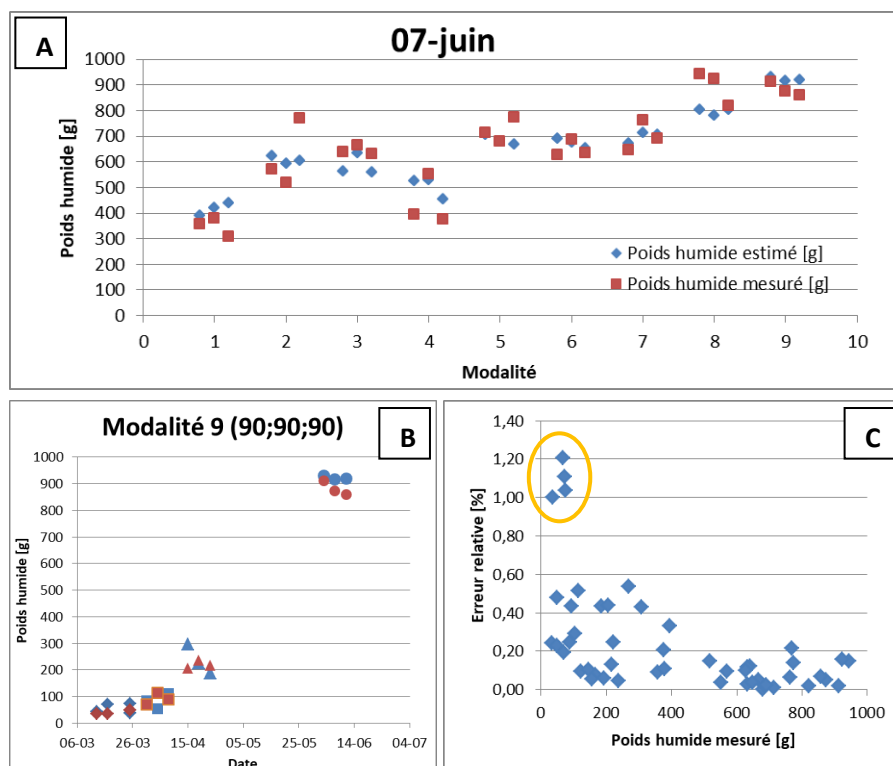 A
07-juin
Poids humide [g]
1000
900
800
700
600
500
400
300
200
100
0
Poids humide estimé [g]
Poids humide mesuré [g]
0 1 2 3 4 5 6 7 8 9 10
Modalité
Modalité 9 (90;90;90)
B
Poids humide [g]
1000
900
800
700
600
500
400
300
200
100
0
06-03 26-03 15-04 05-05 25-05 14-06 04-07
Date
C
Erreur relative [%]
1,40
1,20
1,00
0,80
0,60
0,40
0,20
0,00
0 200 400 600 800 1000
Poids humide mesuré [g]